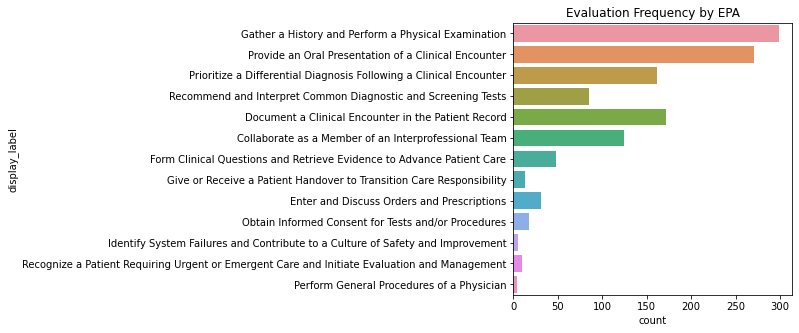 Evaluation Frequency by EPA
display_label
Gather a History and Perform a Physical Examination
Provide an Oral Presentation of a Clinical Encounter
Prioritize a Differential Diagnosis Following a Clinical Encounter
Recommend and Interpret Common Diagnostic and Screening Tests
Document a Clinical Encounter in the Patient Record
Collaborate as a Member of an Interprofessional Team
Form Clinical Questions and Retrieve Evidence to Advance Patient Care
Give or Receive a Patient Handover to Transition Care Responsibility
Enter and Discuss Orders and Prescriptions
Obtain Informed Consent for Tests and/or Procedures
Identify System Failures and Contribute to a Culture of Safety and Improvement
Recognize a Patient Requiring Urgent or Emergent Care and Initiate Evaluation and Management
Perform General Procedures of a Physician
0 50 100 150 200 250 300
count